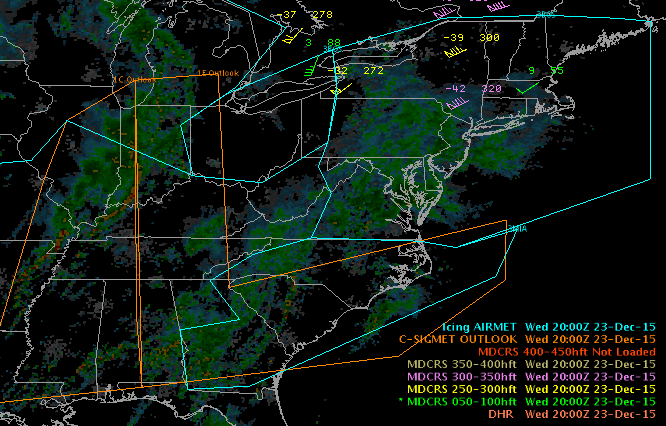 -37 278
3 88
-39 300
32 272
9 5
-42 320
1C Outlook
1E Outlook
3MIA
Icing AIRMET Wed 20:00Z 23-Dec-15
C-SIGMET OUTLOOK Wed 20:00Z 23-Dec-15
MDCRS 400-450hft Not Loaded
MDCRS 350-400hft Wed 20:00Z 23-Dec-15
MDCRS 300-350hft Wed 20:00Z 23-Dec-15
MDCRS 250-300hft Wed 20:00Z 23-Dec-15
* MDCRS 050-100hft Wed 20:00Z 23-Dec-15
DHR Wed 20:00Z 23-Dec-15